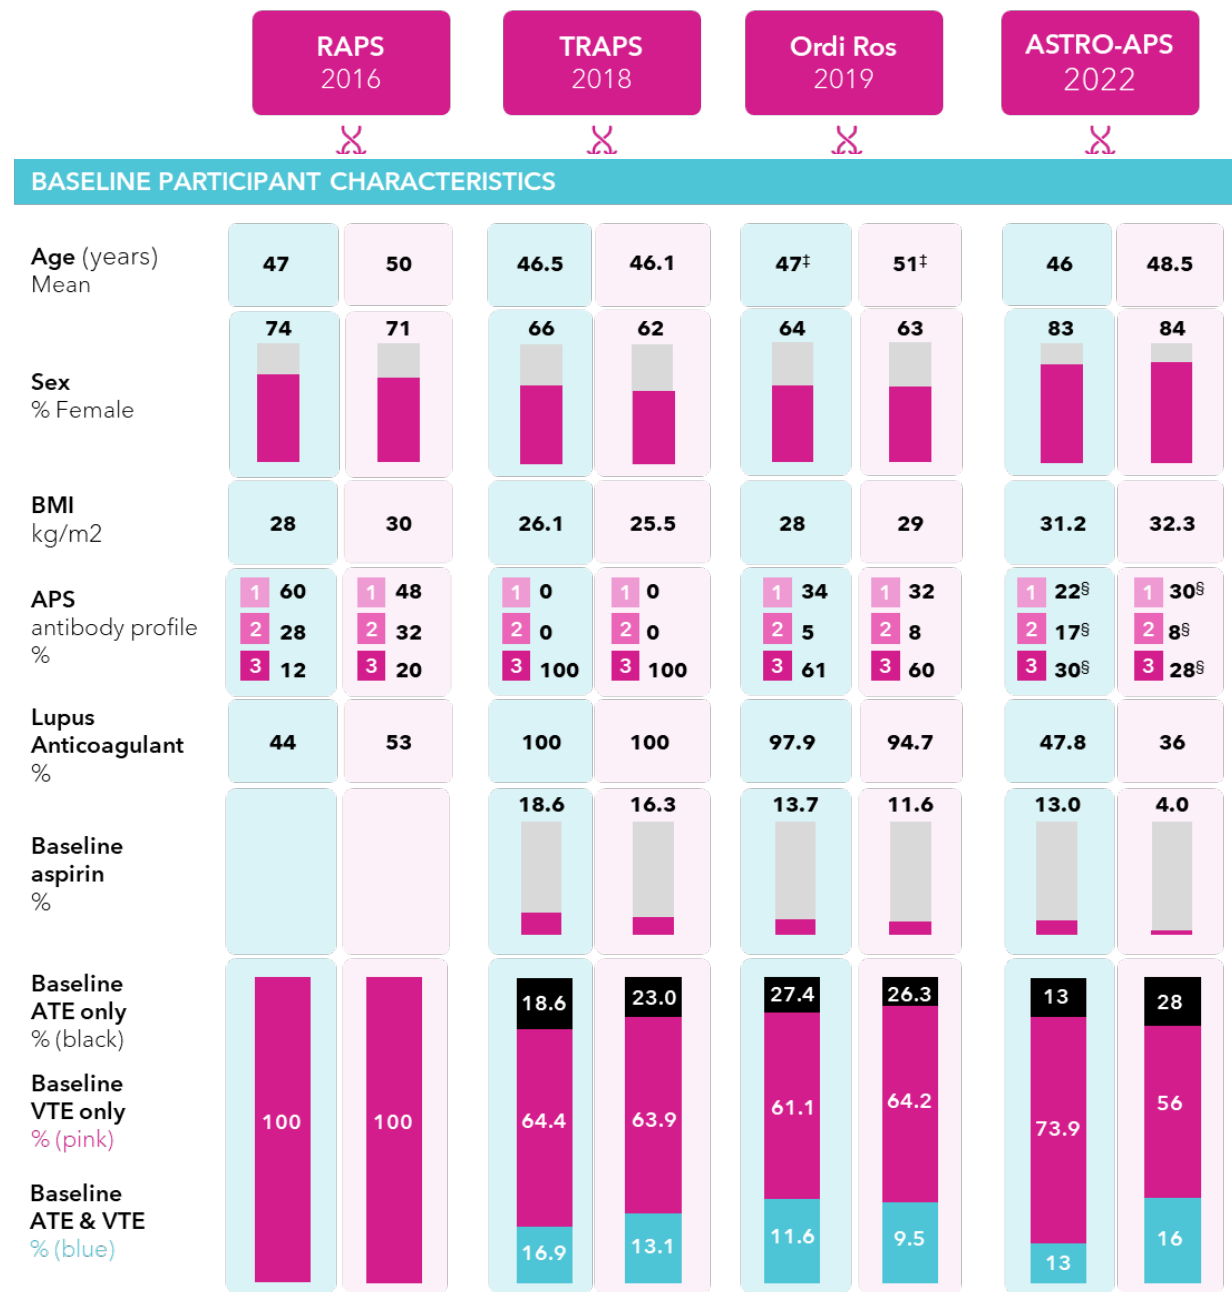 RAPS
2016
TRAPS
2018
Ordi Ros
2019
ASTRO-APS
2022
BASELINE PARTICIPANT CHARACTERISTICS
Age (years)
Mean
47 50 46.5 46.1 47‡ 51‡ 46 48.5
Sex
% Female
74 71 66 62 64 63 83 84
BMI
kg/m2
28 30 26.1 25.5 28 29 31.2 32.3
APS
antibody profile
%
1 60 1 48 1 0 1 0 1 34 1 32 1 22§ 1 30§
2 28 2 32 2 0 2 0 2 5 2 8 2 17§ 2 8§
3 12 3 20 3 100 3 100 3 61 3 60 3 30§ 3 28§
Lupus
Anticoagulant
%
44 53 100 100 97.9 94.7 47.8 36
Baseline
aspirin
%
18.6 16.3 13.7 11.6 13.0 4.0
Baseline
ATE only
% (black)
18.6 23.0 27.4 26.3 13 28
Baseline
VTE only
% (pink)
100 100 64.4 63.9 61.1 64.2 73.9 56
Baseline
ATE & VTE
% (blue)
16.9 13.1 11.6 9.5 13 16